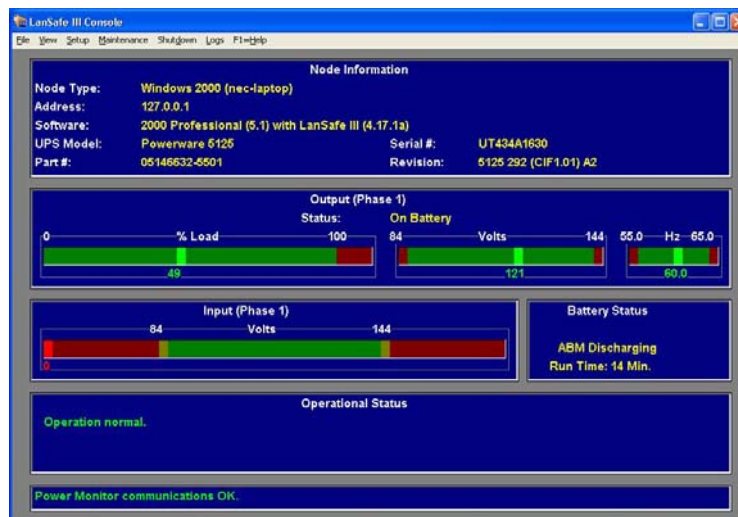 LanSafe III Console
File View Setup Maintenance Shutdown Logs F1=Help
Node Information
Node Type: Windows 2000 (nec-laptop)
Address: 127.0.0.1
Software: 2000 Professional (5.1) with LanSafe III (4.17.1a)
UPS Model: Powerware 5125 Serial #: UT434A1630
Part #: 05146632-5501 Revision: 5125 292 (CIF1.01) A2
Output (Phase 1)
Status: On Battery
0 % Load 100 84 Volts 144 55.0 Hz 65.0
49 121 60.0
Input (Phase 1) Battery Status
84 Volts 144
0
ABM Discharging
Run Time: 14 Min.
Operational Status
Operation normal.
Power Monitor communications OK.